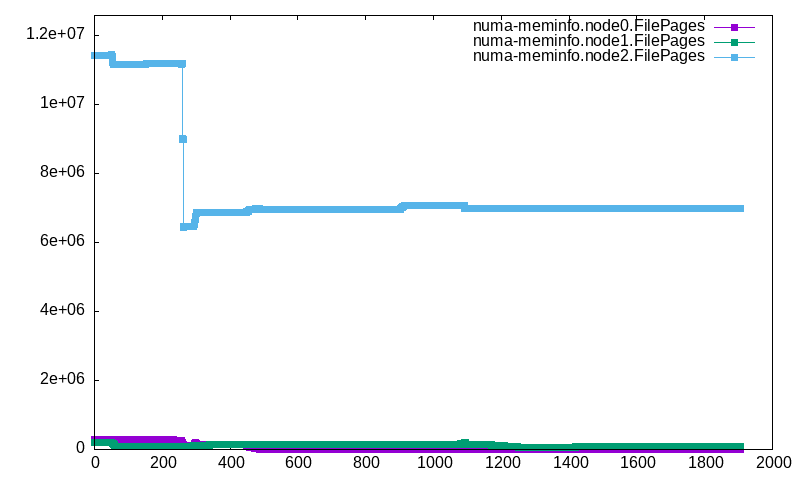 numa-meminfo.node0.FilePages
numa-meminfo.node1.FilePages
numa-meminfo.node2.FilePages
1.2e+07
1e+07
8e+06
6e+06
4e+06
2e+06
0
0 200 400 600 800 1000 1200 1400 1600 1800 2000